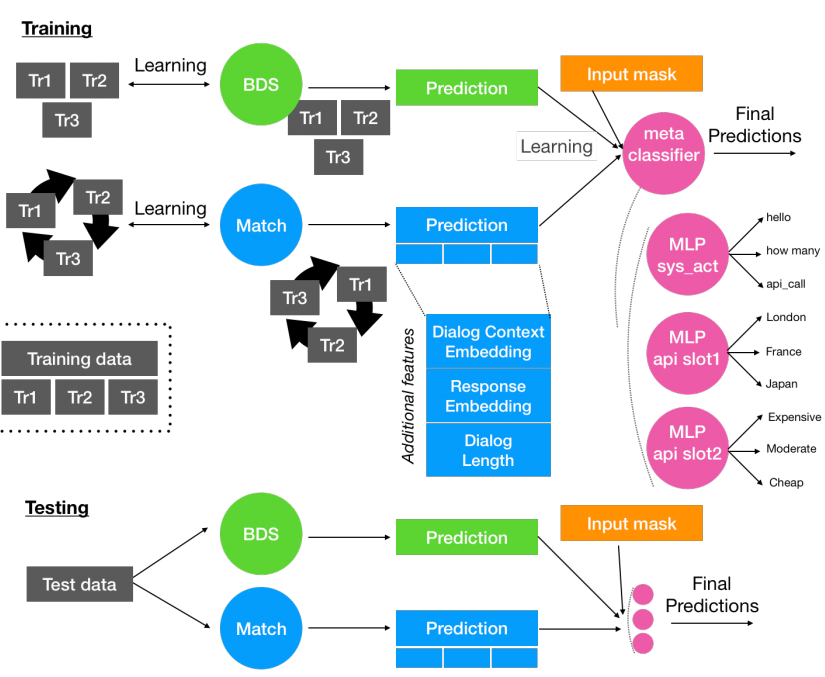 Training
Tr1 Tr2
Tr3
Learning
BDS
Tr1 Tr2
Tr3
Prediction
Input mask
Learning
meta
classifier
Final
Predictions
Tr1
Tr2
Tr3
Learning
Match
Tr3
Tr1
Tr2
Prediction
Additional features
Dialog Context
Embedding
Response
Embedding
Dialog
Length
MLP
sys_act
hello
how many
api_call
MLP
api slot1
London
France
Japan
MLP
api slot2
Expensive
Moderate
Cheap
Training data
Tr1 Tr2 Tr3
Testing
Test data
BDS
Prediction
Input mask
Match
Prediction
Final
Predictions